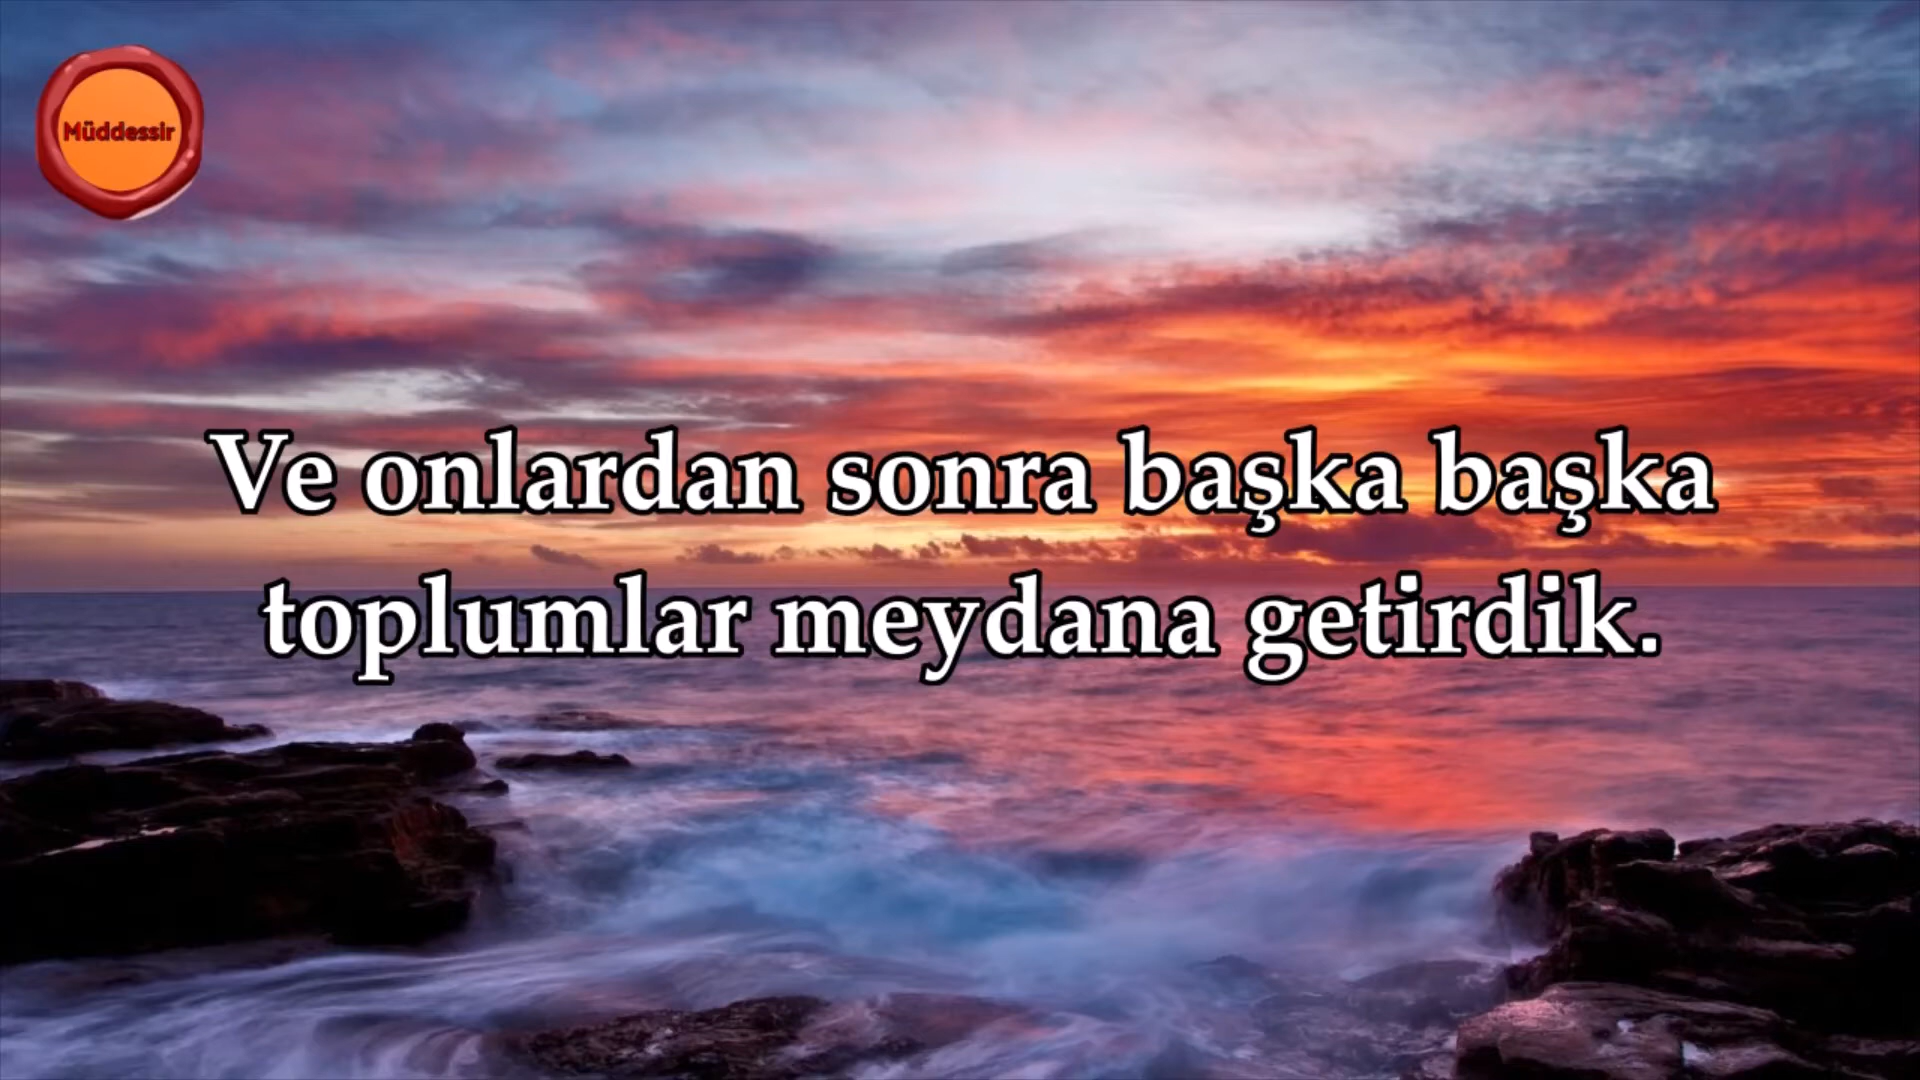 Müddessir
Ve onlardan sonra başka başka
toplumlar meydana getirdik.